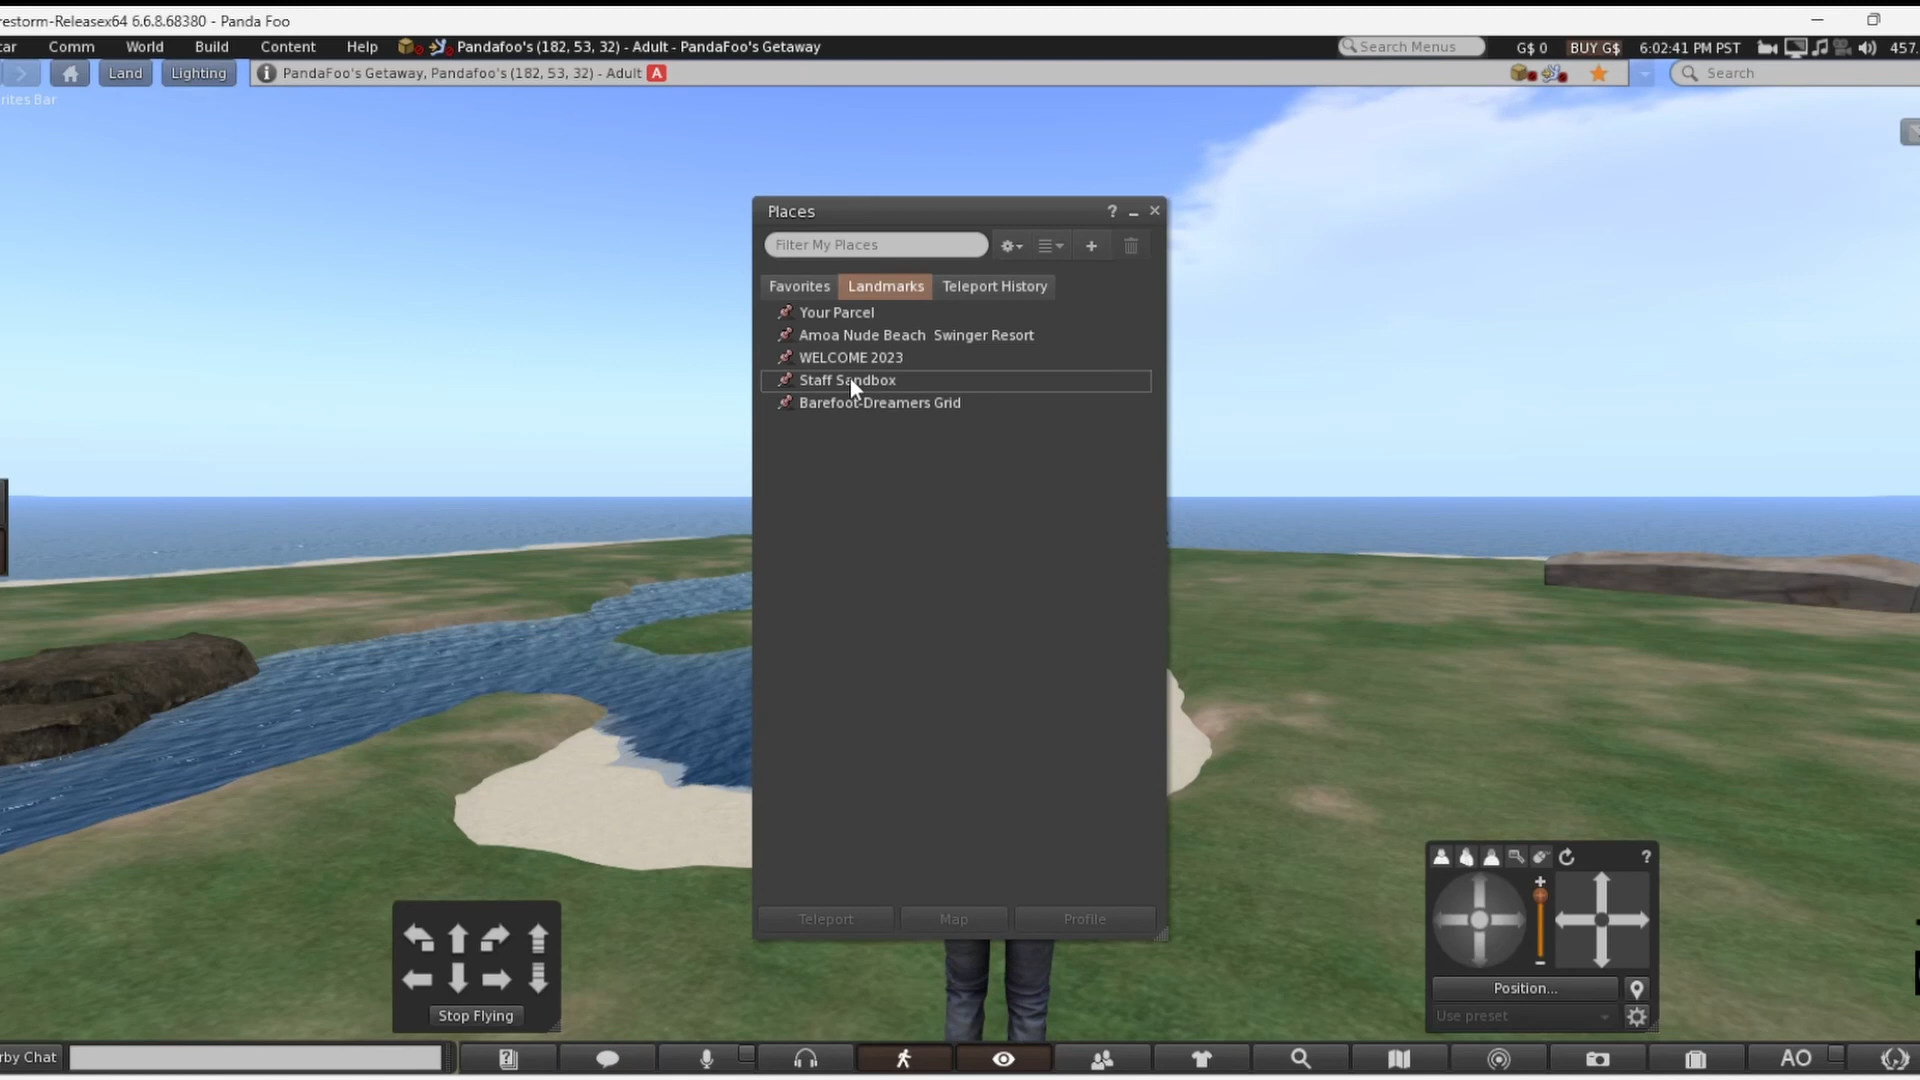 restorm-Releasex64 6.6.8.68380 - Panda Foo
tar Comm World Build Content Help Pandafoo's (182, 53, 32) - Adult - PandaFoo's Getaway Search Menus G$ 0 BUY G$ 6:02:41 PM PST 457.
Land Lighting PandaFoo's Getaway, Pandafoo's (182, 53, 32) - Adult A Search
rites Bar
Places ?
Filter My Places
Favorites Landmarks Teleport History
Your Parcel
Amoa Nude Beach  Swinger Resort
WELCOME 2023
Staff Sandbox
Barefoot-Dreamers Grid
Teleport Map Profile
?
Position...
Use preset
Stop Flying
rby Chat AO